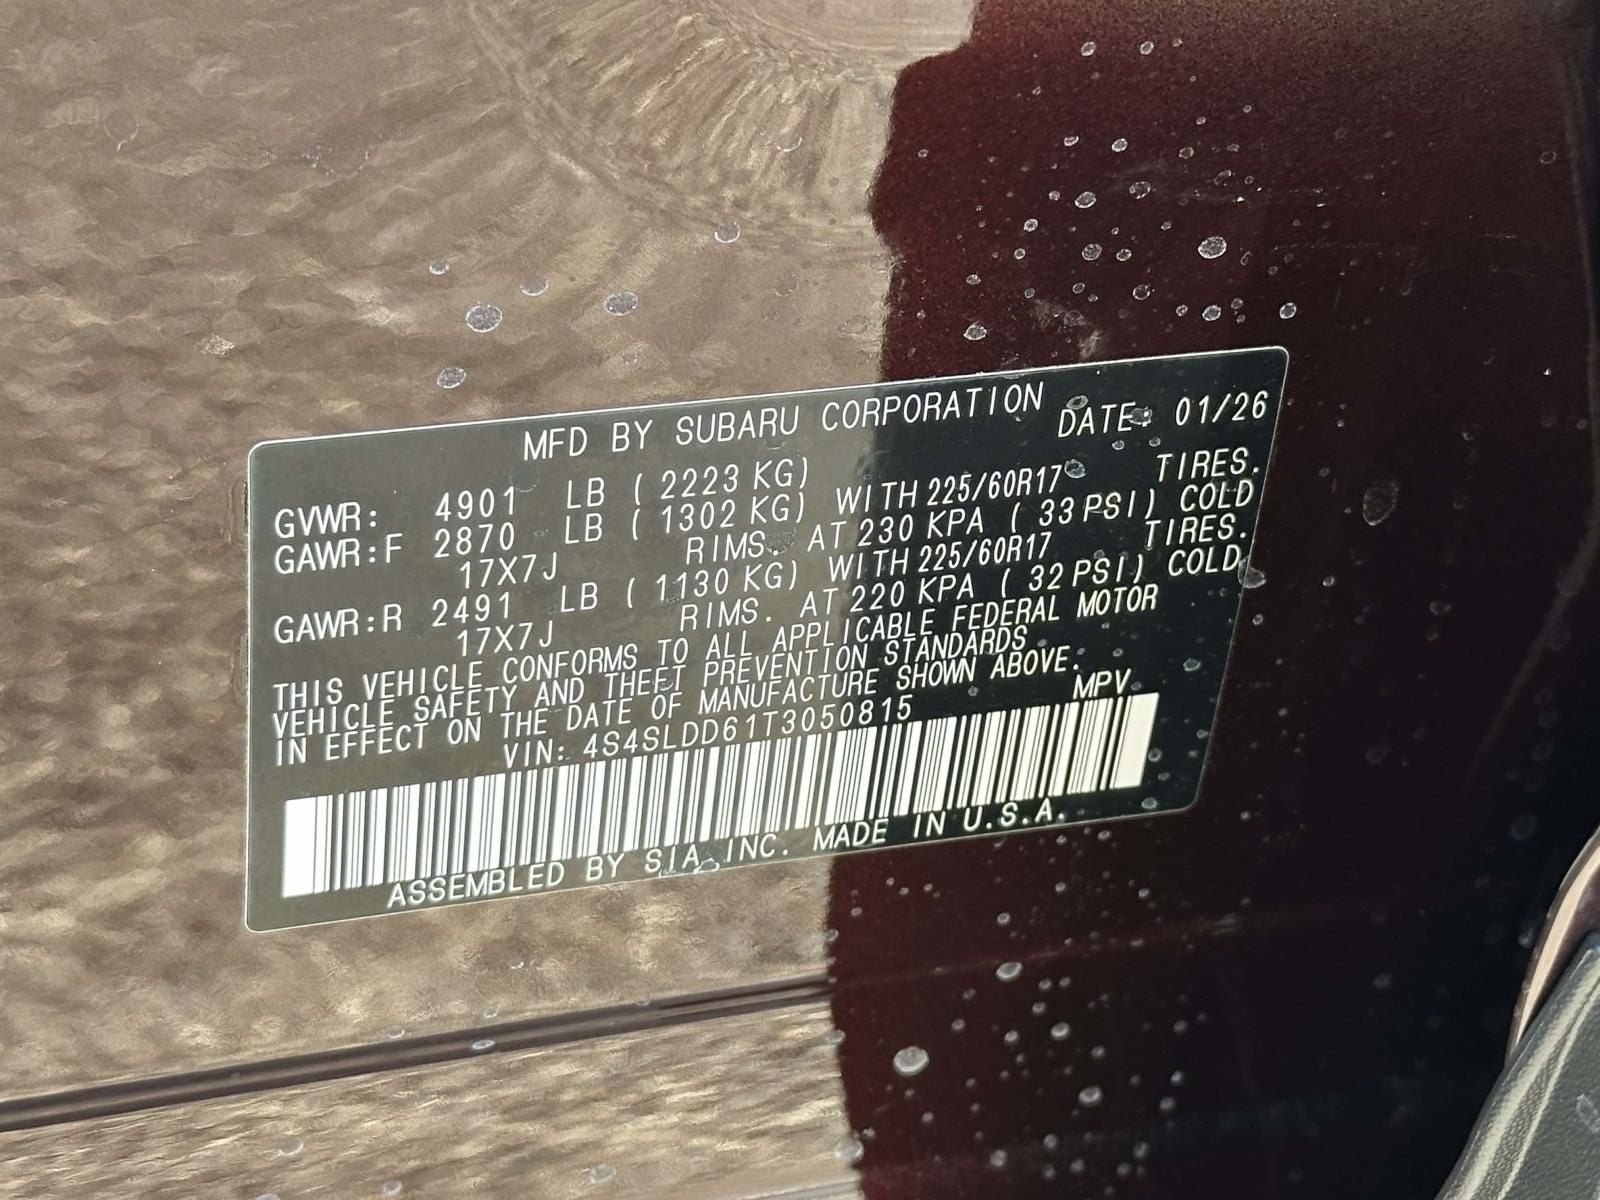 MFD BY SUBARU CORPORATION DATE: 01/26
GVWR: 4901 LB ( 2223 KG)
GAWR:F 2870 LB ( 1302 KG) WITH 225/60R17 TIRES.
17X7J RIMS. AT 230 KPA ( 33 PSI) COLD
GAWR:R 2491 LB ( 1130 KG) WITH 225/60R17 TIRES.
17X7J RIMS. AT 220 KPA ( 32 PSI) COLD
THIS VEHICLE CONFORMS TO ALL APPLICABLE FEDERAL MOTOR
VEHICLE SAFETY AND THEFT PREVENTION STANDARDS
IN EFFECT ON THE DATE OF MANUFACTURE SHOWN ABOVE.
VIN: 4S4SLDD61T3050815 MPV
ASSEMBLED BY SIA, INC. MADE IN U.S.A.